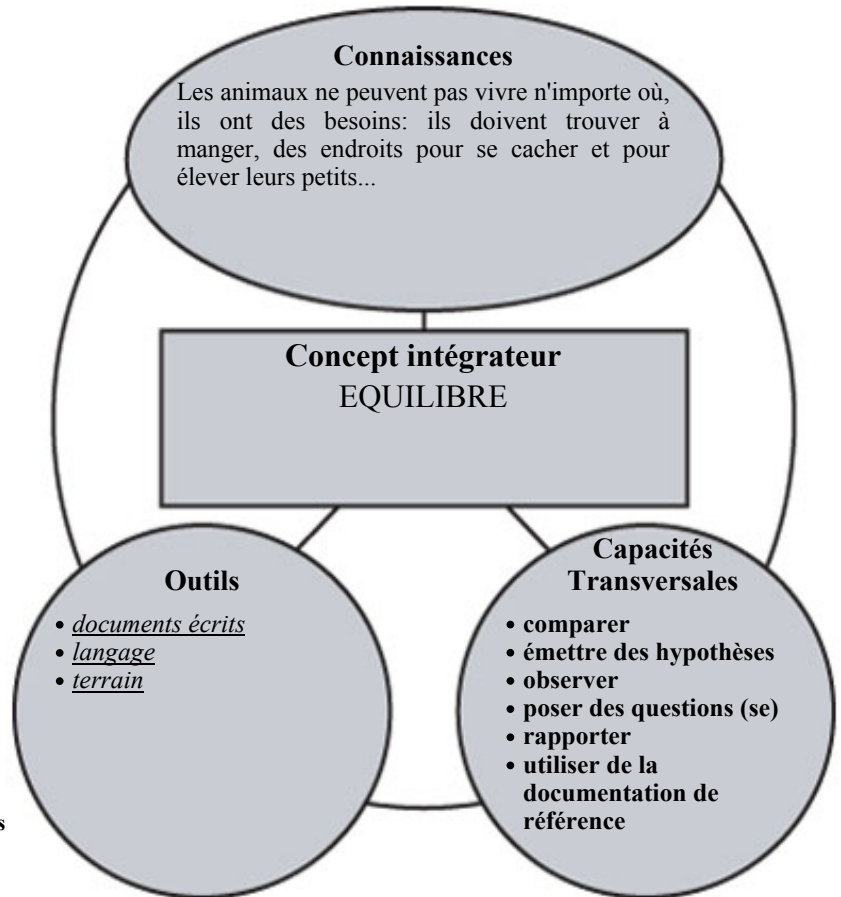 Connaissances
Les animaux ne peuvent pas vivre n'importe où,
ils ont des besoins: ils doivent trouver à
manger, des endroits pour se cacher et pour
élever leurs petits...
Concept intégrateur
EQUILIBRE
Outils
• documents écrits
• langage
• terrain
Capacités
Transversales
• comparer
• émettre des hypothèses
• observer
• poser des questions (se)
• rapporter
• utiliser de la
documentation de
référence
s